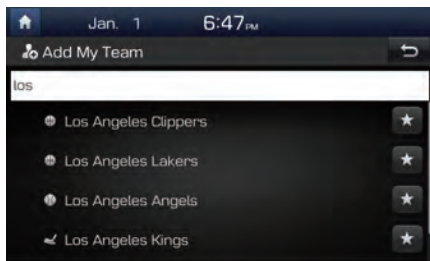 Jan. 1 6:47PM
Add My Team
los
Los Angeles Clippers
Los Angeles Lakers
Los Angeles Angels
Los Angeles Kings